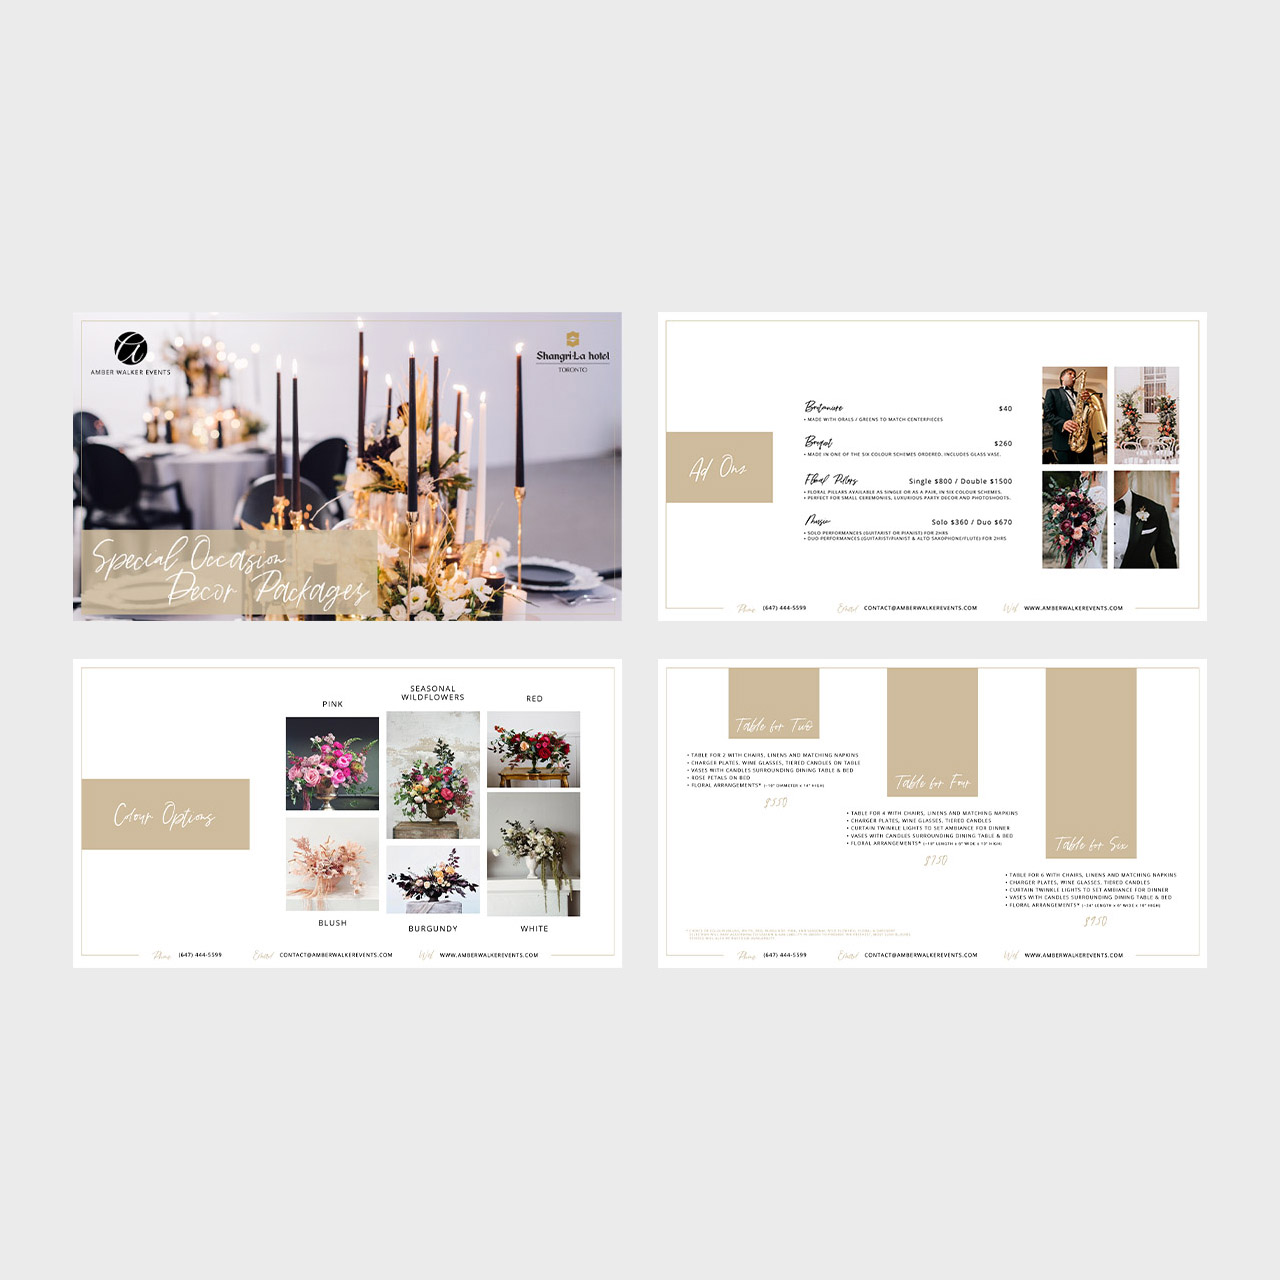 AMBER WALKER EVENTS
Shangri-La hotel
TORONTO
Special Occasion
Decor Packages
Ad Ons
$40
• MADE WITH ORALS / GREENS TO MATCH CENTERPIECES
$260
• MADE IN ONE OF THE SIX COLOUR SCHEMES ORDERED. INCLUDES GLASS VASE.
Floral Pillars
Single $800 / Double $1500
• FLORAL PILLARS AVAILABLE AS SINGLE OR AS A PAIR, IN SIX COLOUR SCHEMES.
• PERFECT FOR SMALL CEREMONIES, LUXURIOUS PARTY DECOR AND PHOTOSHOOTS.
Music
Solo $360 / Duo $670
• SOLO PERFORMANCES (GUITARIST OR PIANIST) FOR 2HRS
• DUO PERFORMANCES (GUITARIST/PIANIST & ALTO SAXOPHONE/FLUTE) FOR 2HRS
Phone (647) 444-5599 Email CONTACT@AMBERWALKEREVENTS.COM Web WWW.AMBERWALKEREVENTS.COM
Colour Options
PINK
SEASONAL
WILDFLOWERS
RED
BLUSH
BURGUNDY
WHITE
Phone (647) 444-5599 Email CONTACT@AMBERWALKEREVENTS.COM Web WWW.AMBERWALKEREVENTS.COM
Table for Two
• TABLE FOR 2 WITH CHAIRS, LINENS AND MATCHING NAPKINS
• CHARGER PLATES, WINE GLASSES, TIERED CANDLES ON TABLE
• VASES WITH CANDLES SURROUNDING DINING TABLE & BED
• ROSE PETALS ON BED
• FLORAL ARRANGEMENTS*
$550
Table for Four
• TABLE FOR 4 WITH CHAIRS, LINENS AND MATCHING NAPKINS
• CHARGER PLATES, WINE GLASSES, TIERED CANDLES
• CURTAIN TWINKLE LIGHTS TO SET AMBIANCE FOR DINNER
• VASES WITH CANDLES SURROUNDING DINING TABLE & BED
• FLORAL ARRANGEMENTS*
$750
Table for Six
• TABLE FOR 6 WITH CHAIRS, LINENS AND MATCHING NAPKINS
• CHARGER PLATES, WINE GLASSES, TIERED CANDLES
• CURTAIN TWINKLE LIGHTS TO SET AMBIANCE FOR DINNER
• VASES WITH CANDLES SURROUNDING DINING TABLE & BED
• FLORAL ARRANGEMENTS*
$950
Phone (647) 444-5599 Email CONTACT@AMBERWALKEREVENTS.COM Web WWW.AMBERWALKEREVENTS.COM